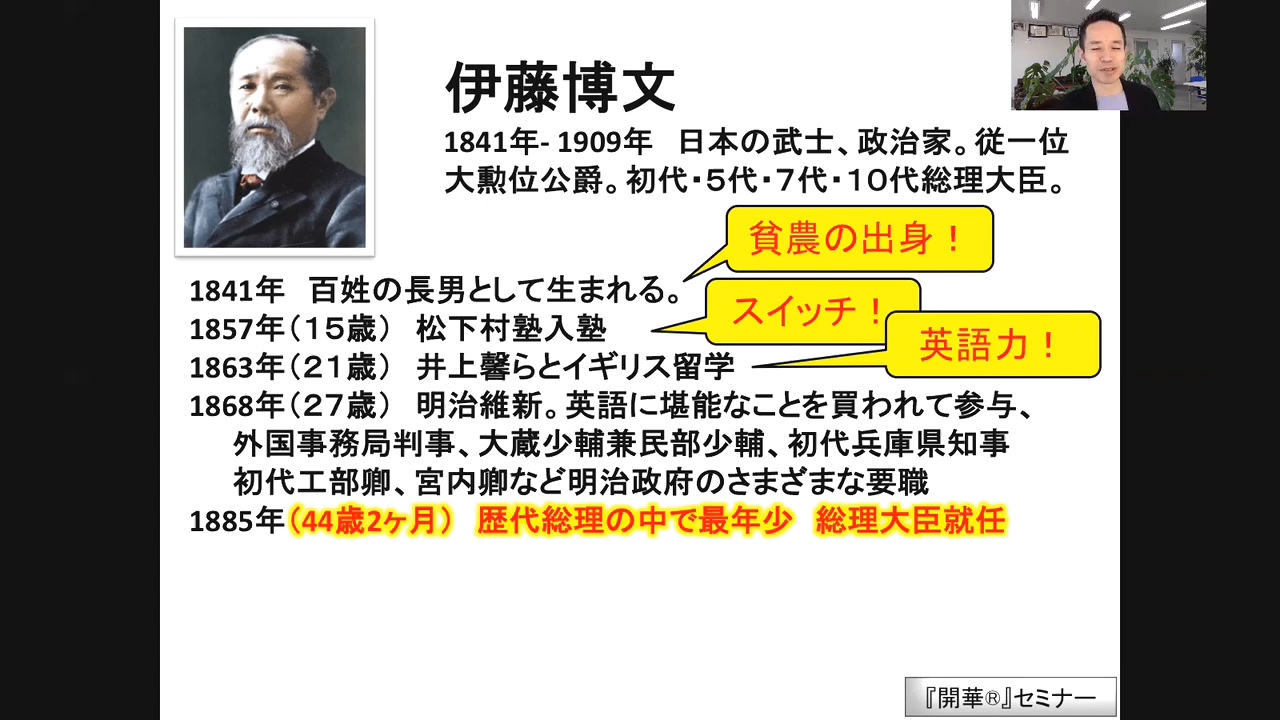 伊藤博文
1841年- 1909年　日本の武士、政治家。従一位
大勲位公爵。初代・５代・７代・１０代総理大臣。
貧農の出身！
1841年　百姓の長男として生まれる。
スイッチ！
1857年（１５歳）　松下村塾入塾
英語力！
1863年（２１歳）　井上馨らとイギリス留学
1868年（２７歳）　明治維新。英語に堪能なことを買われて参与、
外国事務局判事、大蔵少輔兼民部少輔、初代兵庫県知事
初代工部卿、宮内卿など明治政府のさまざまな要職
1885年（44歳2ヶ月）　歴代総理の中で最年少　総理大臣就任
『開華®』セミナー